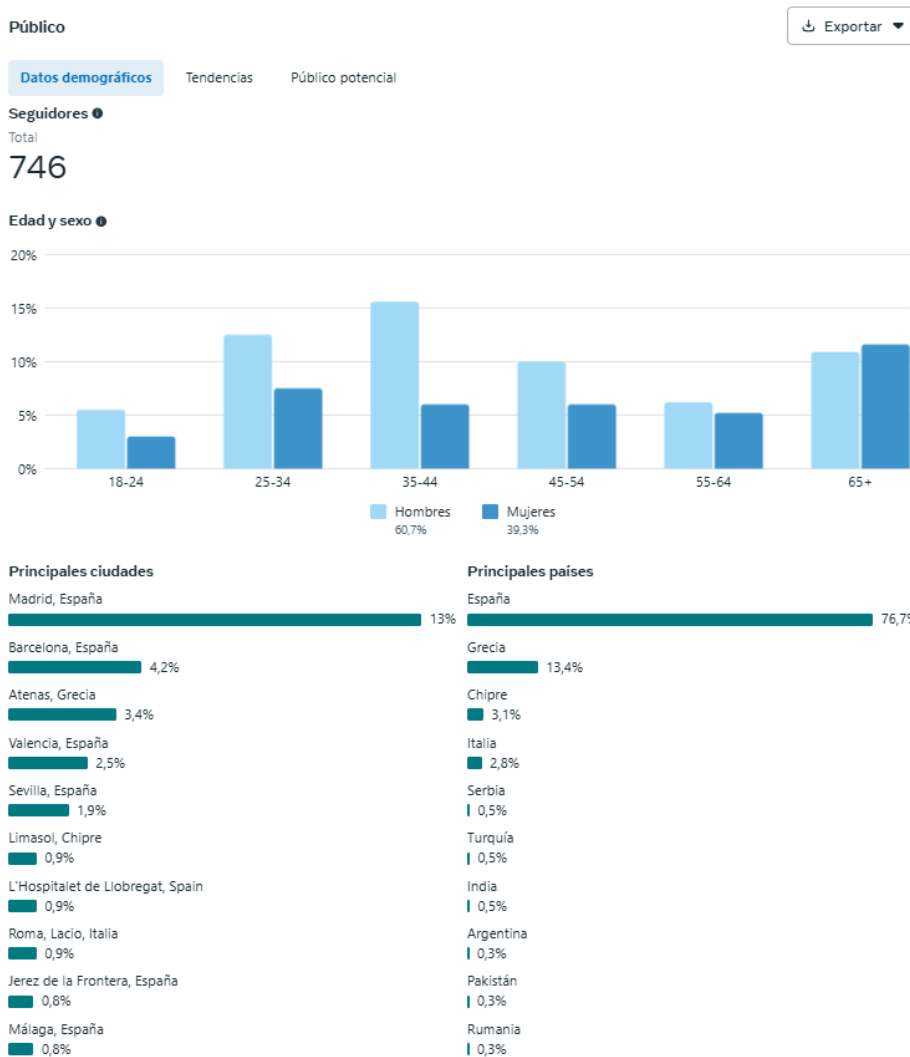 Público
Exportar
Datos demográficos Tendencias Público potencial
Seguidores
Total
746
Edad y sexo
20%
15%
10%
5%
0%
18-24 25-34 35-44 45-54 55-64 65+
Hombres Mujeres
60,7% 39,3%
Principales ciudades
Madrid, España
13%
Barcelona, España
4,2%
Atenas, Grecia
3,4%
Valencia, España
2,5%
Sevilla, España
1,9%
Limasol, Chipre
0,9%
L'Hospitalet de Llobregat, Spain
0,9%
Roma, Lacio, Italia
0,9%
Jerez de la Frontera, España
0,8%
Málaga, España
0,8%
Principales países
España
76,7%
Grecia
13,4%
Chipre
3,1%
Italia
2,8%
Serbia
0,5%
Turquía
0,5%
India
0,5%
Argentina
0,3%
Pakistán
0,3%
Rumania
0,3%